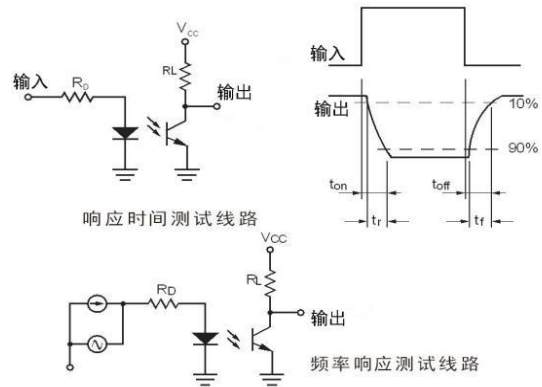 Vcc
RL
输入
RD
输出
响应时间测试线路
输入
输出
10%
90%
ton
toff
tr
tf
VCC
RL
RD
输出
频率响应测试线路